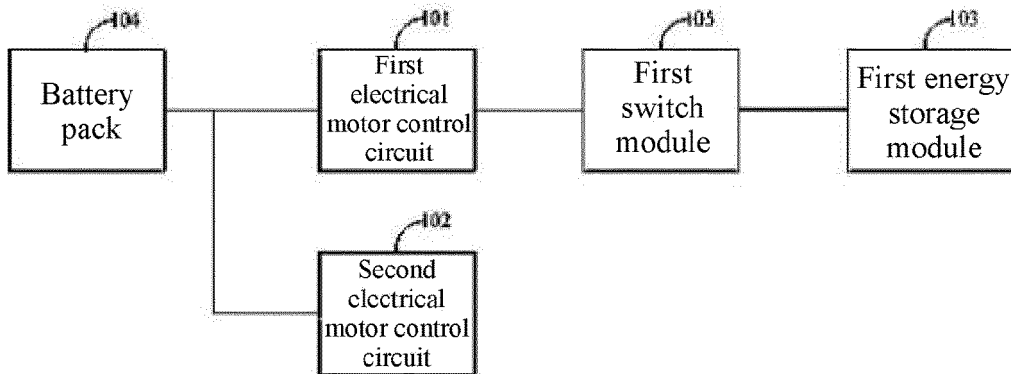 104
101
105
103
Battery
pack
First
electrical
motor control
circuit
First
switch
module
First energy
storage
module
102
Second
electrical
motor control
circuit